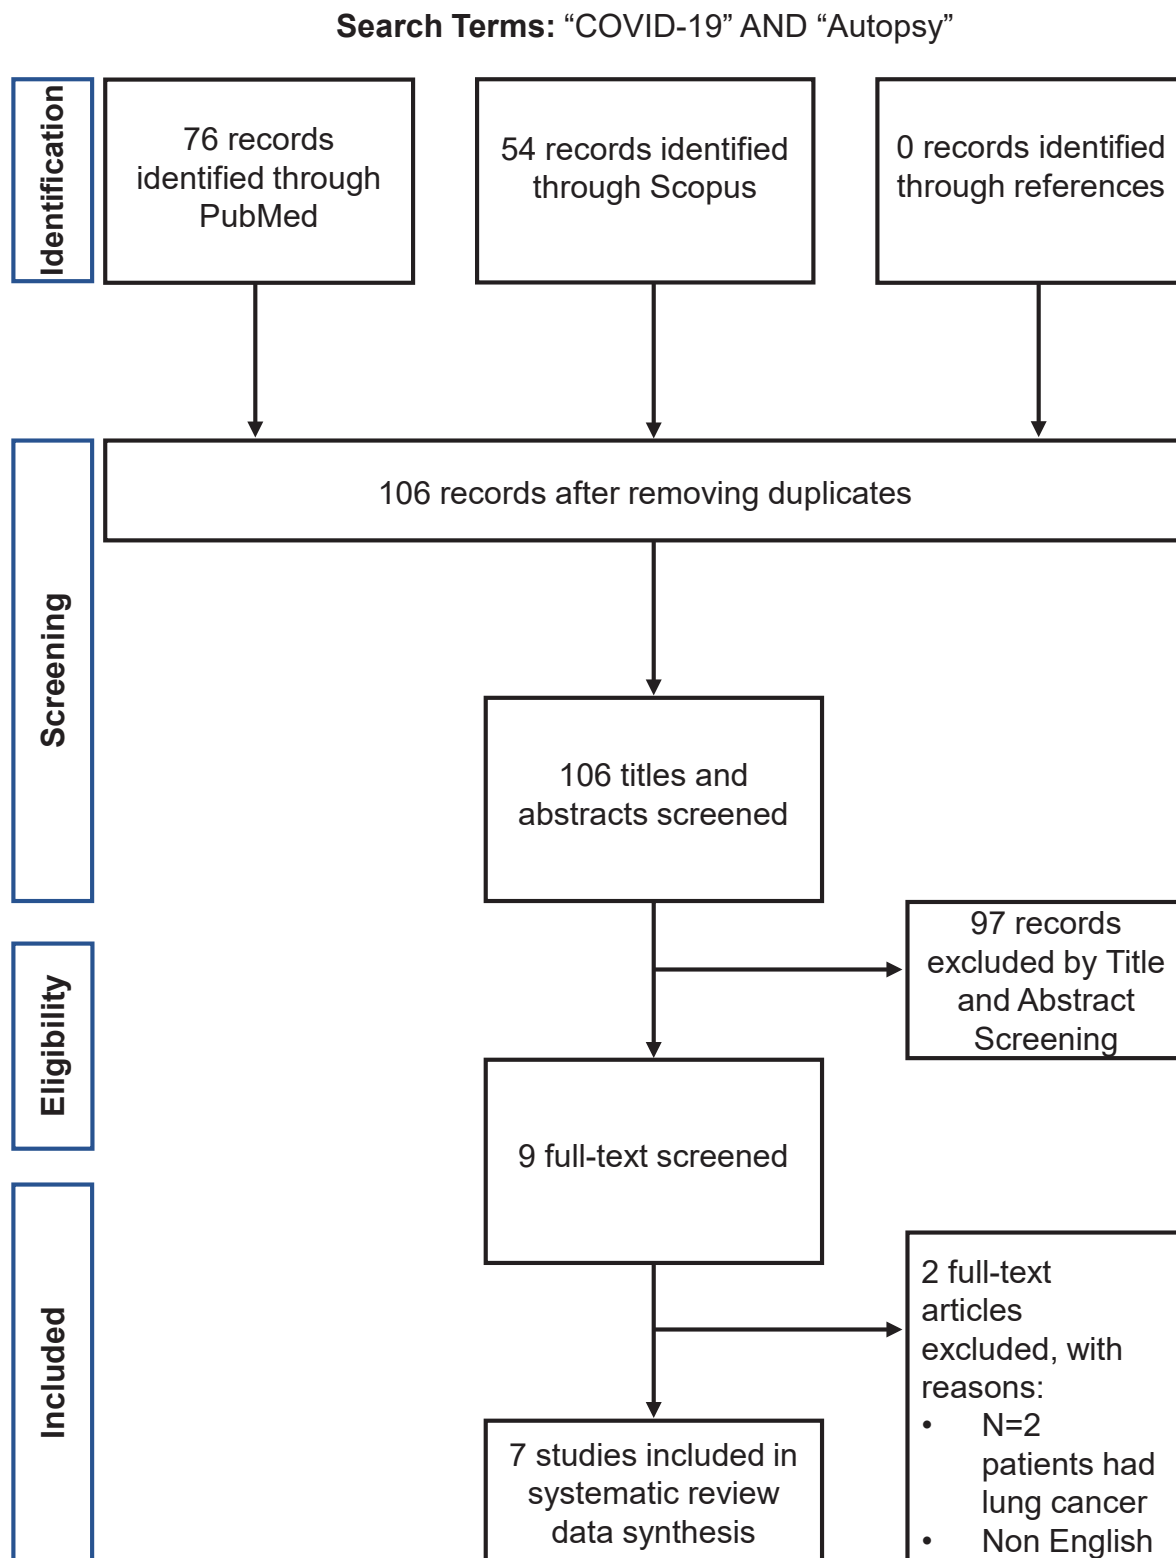 Search Terms: “COVID-19” AND “Autopsy”
Identification
76 records
identified through
PubMed
54 records identified
through Scopus
0 records identified
through references
Screening
106 records after removing duplicates
106 titles and
abstracts screened
97 records
excluded by Title
and Abstract
Screening
Eligibility
9 full-text screened
Included
2 full-text
articles
excluded, with
reasons:
• N=2
patients had
lung cancer
• Non English
7 studies included in
systematic review
data synthesis